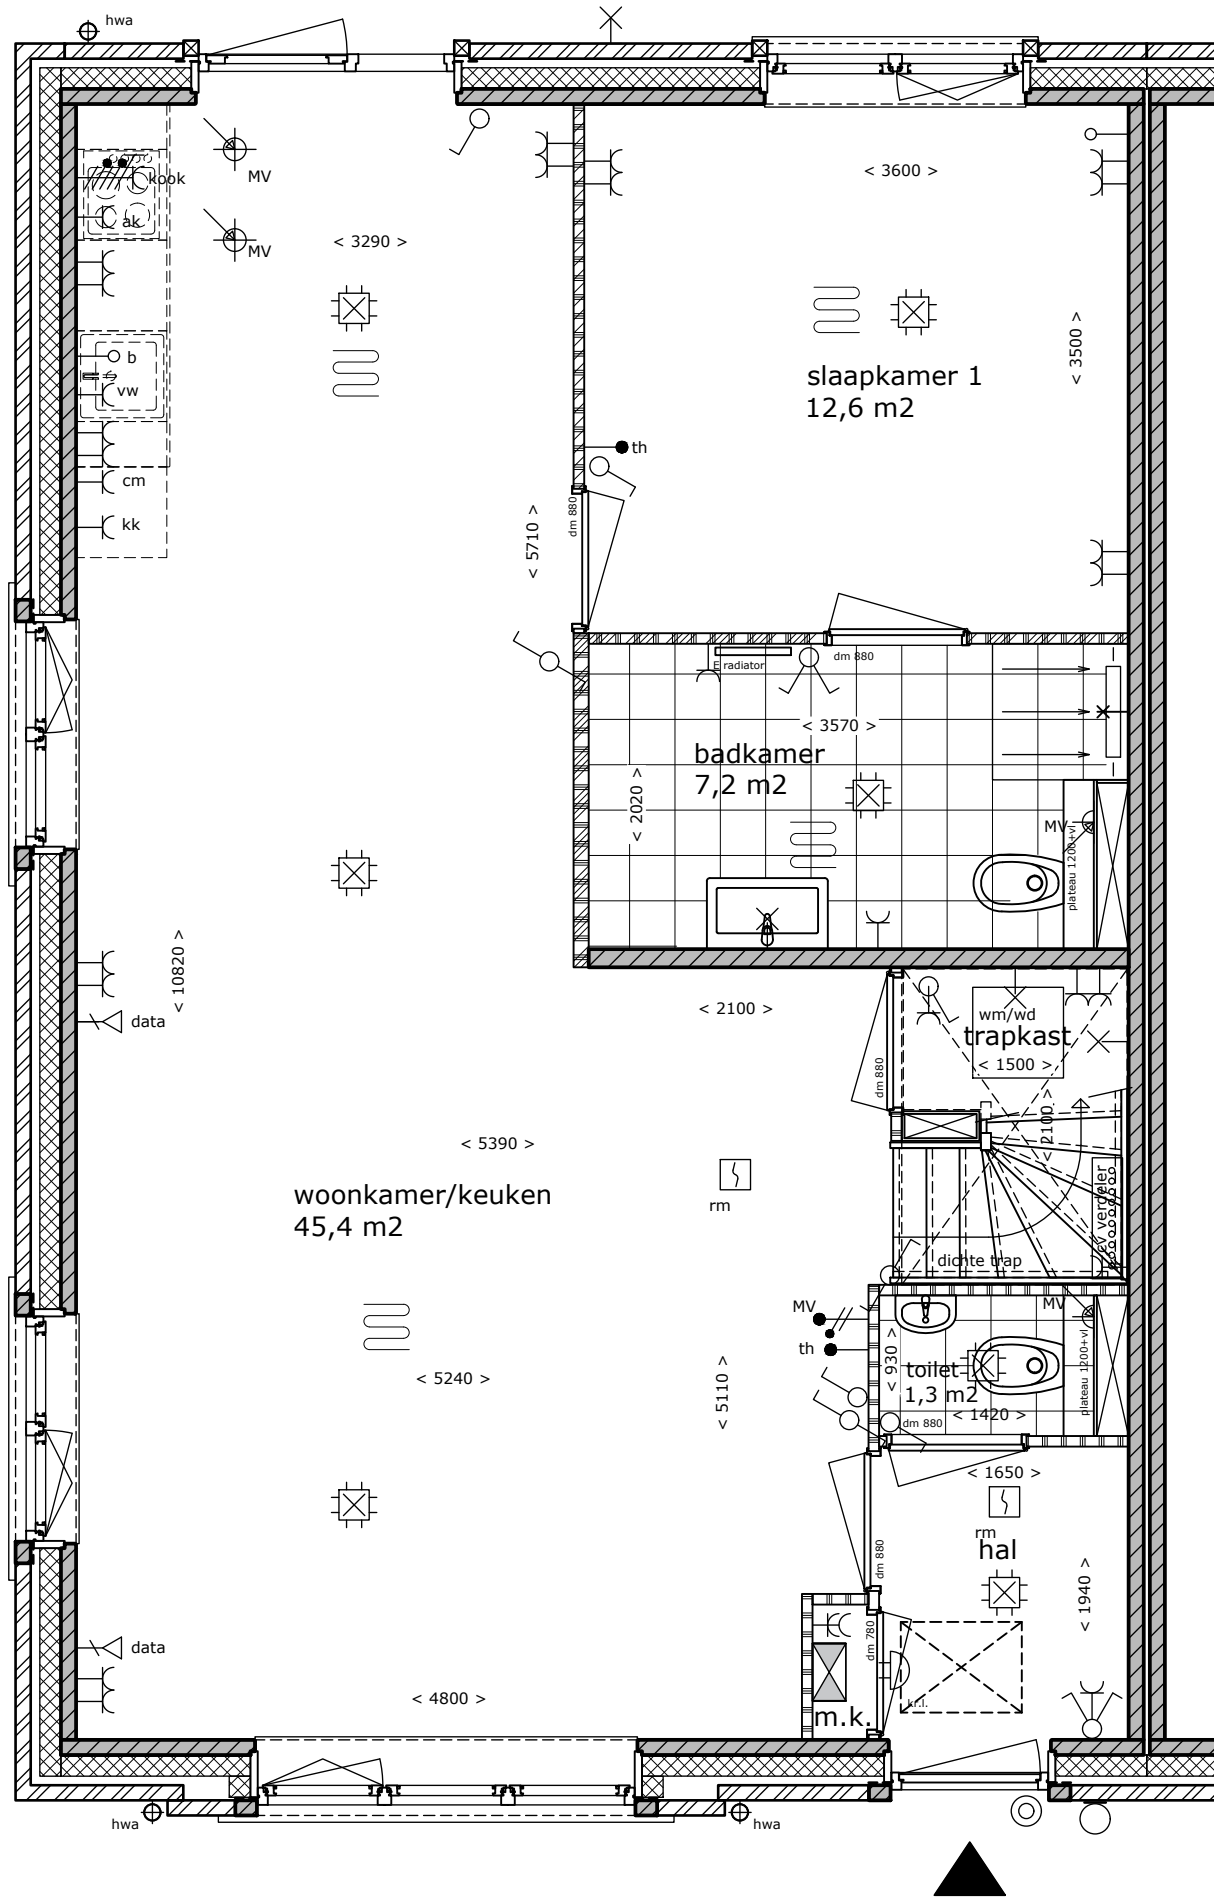 hwa
kook
MV
ak
MV
< 3290 >
< 3600 >
< 3500 >
b
vw
slaapkamer 1
12,6 m2
th
cm
kk
dm 880
< 5710 >
E radiator
dm 880
< 3570 >
badkamer
7,2 m2
< 2020 >
MV
plateau 1200+vl
< 10820 >
data
< 2100 >
wm/wd
trapkast
< 1500 >
dm 880
< 2100 >
< 5390 >
woonkamer/keuken
45,4 m2
rm
cv verdeler
dichte trap
MV
MV
th
< 930 >
toilet
1,3 m2
plateau 1200+vl
< 5240 >
< 5110 >
< 1420 >
dm 880
< 1650 >
rm
hal
dm 880
< 1940 >
data
dm 780
kr.l.
< 4800 >
m.k.
hwa
hwa